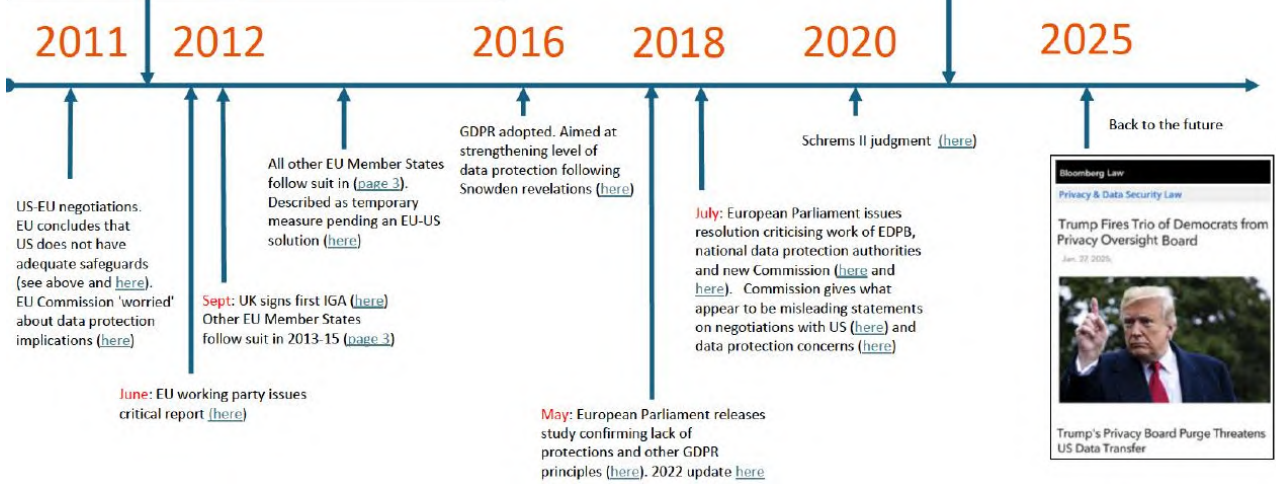 2011
2012
2016
2018
2020
2025
US-EU negotiations.
EU concludes that
US does not have
adequate safeguards
(see above and here).
EU Commission 'worried'
about data protection
implications (here)
June: EU working party issues
critical report (here)
Sept: UK signs first IGA (here)
Other EU Member States
follow suit in 2013-15 (page 3)
All other EU Member States
follow suit in (page 3).
Described as temporary
measure pending an EU-US
solution (here)
GDPR adopted. Aimed at
strengthening level of
data protection following
Snowden revelations (here)
May: European Parliament releases
study confirming lack of
protections and other GDPR
principles (here). 2022 update here
July: European Parliament issues
resolution criticising work of EDPB,
national data protection authorities
and new Commission (here and
here). Commission gives what
appear to be misleading statements
on negotiations with US (here) and
data protection concerns (here)
Schrems II judgment (here)
Back to the future
Bloomberg Law
Privacy & Data Security Law
Trump Fires Trio of Democrats from
Privacy Oversight Board
Jan. 27, 2025,
Trump's Privacy Board Purge Threatens
US Data Transfer